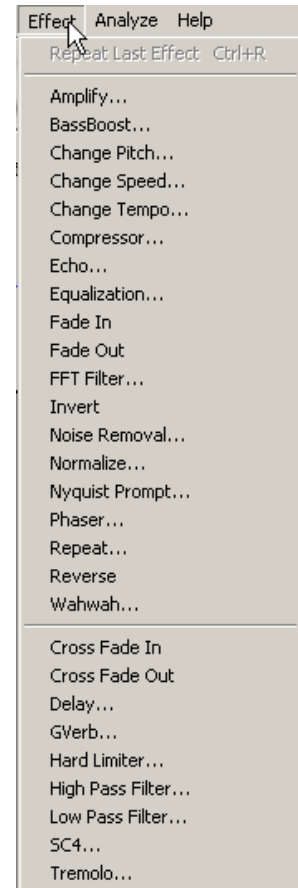 Effect Analyze Help
Repeat Last Effect Ctrl+R
Amplify...
BassBoost...
Change Pitch...
Change Speed...
Change Tempo...
Compressor...
Echo...
Equalization...
Fade In
Fade Out
FFT Filter...
Invert
Noise Removal...
Normalize...
Nyquist Prompt...
Phaser...
Repeat...
Reverse
Wahwah...
Cross Fade In
Cross Fade Out
Delay...
GVerb...
Hard Limiter...
High Pass Filter...
Low Pass Filter...
SC4...
Tremolo...